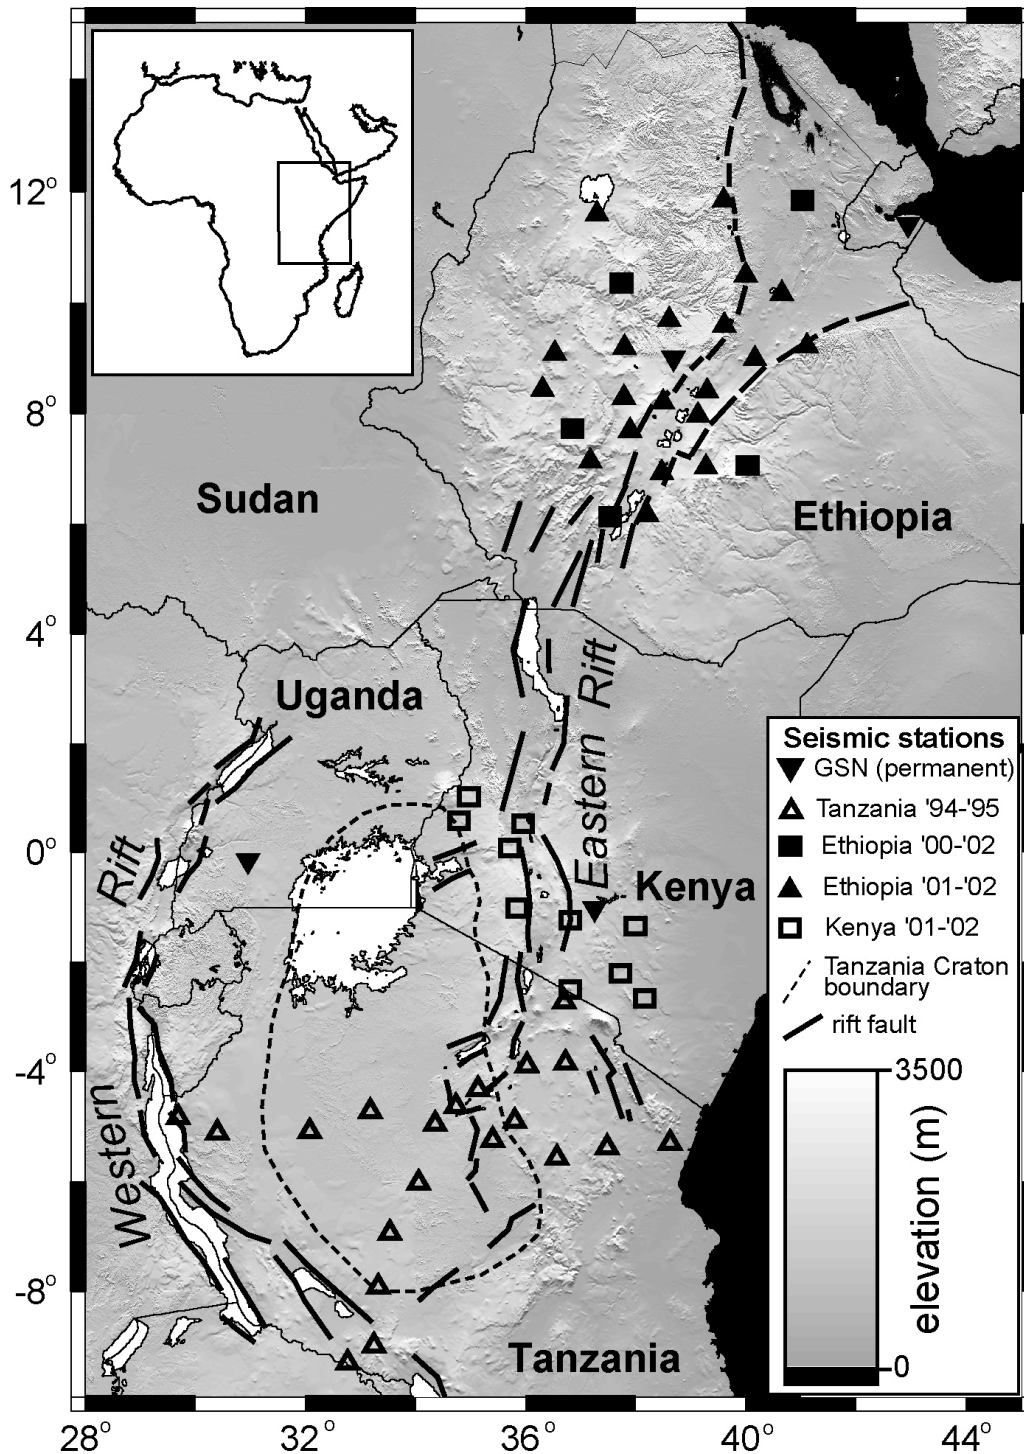 12°
8°
4°
0°
-4°
-8°
28°
32°
36°
40°
44°
Sudan
Ethiopia
Uganda
Eastern Rift
Kenya
Western Rift
Tanzania
Seismic stations
GSN (permanent)
Tanzania '94-'95
Ethiopia '00-'02
Ethiopia '01-'02
Kenya '01-'02
Tanzania Craton
boundary
rift fault
3500
elevation (m)
0